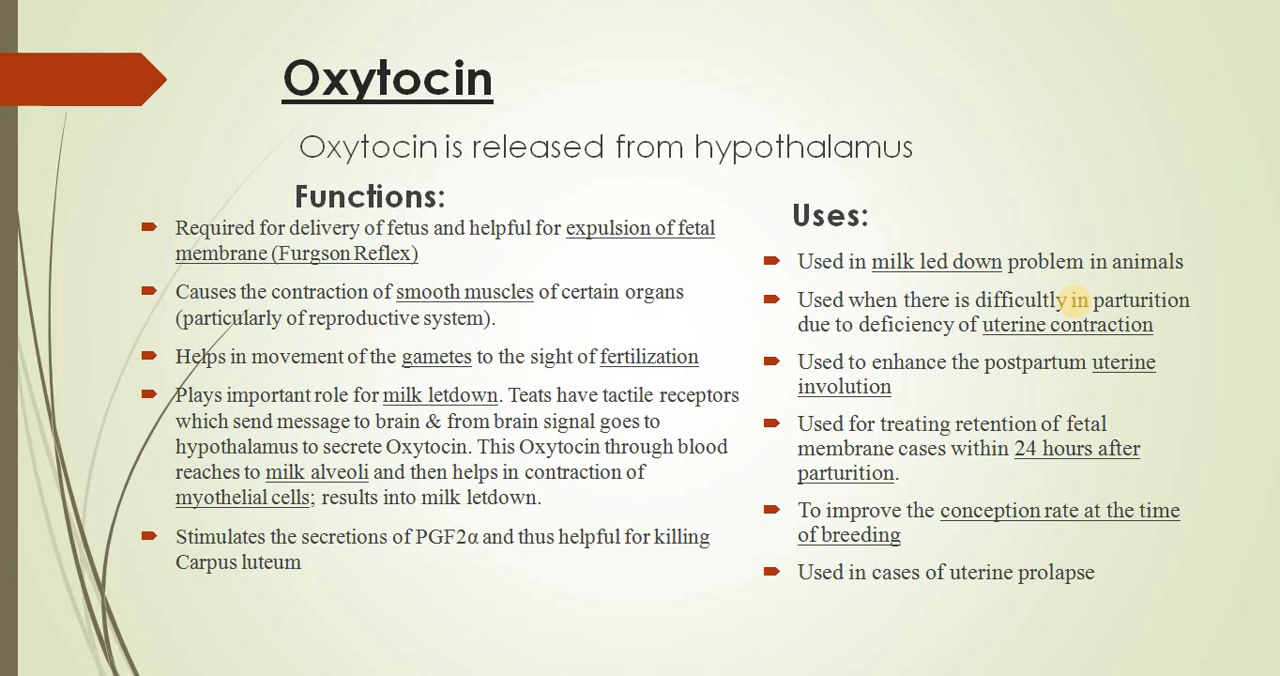 Oxytocin
Oxytocin is released from hypothalamus
Functions:
Required for delivery of fetus and helpful for expulsion of fetal
membrane (Furgson Reflex)
Causes the contraction of smooth muscles of certain organs
(particularly of reproductive system).
Helps in movement of the gametes to the sight of fertilization
Plays important role for milk letdown. Teats have tactile receptors
which send message to brain & from brain signal goes to
hypothalamus to secrete Oxytocin. This Oxytocin through blood
reaches to milk alveoli and then helps in contraction of
myothelial cells; results into milk letdown.
Stimulates the secretions of PGF2α and thus helpful for killing
Carpus luteum
Uses:
Used in milk led down problem in animals
Used when there is difficultly in parturition
due to deficiency of uterine contraction
Used to enhance the postpartum uterine
involution
Used for treating retention of fetal
membrane cases within 24 hours after
parturition.
To improve the conception rate at the time
of breeding
Used in cases of uterine prolapse